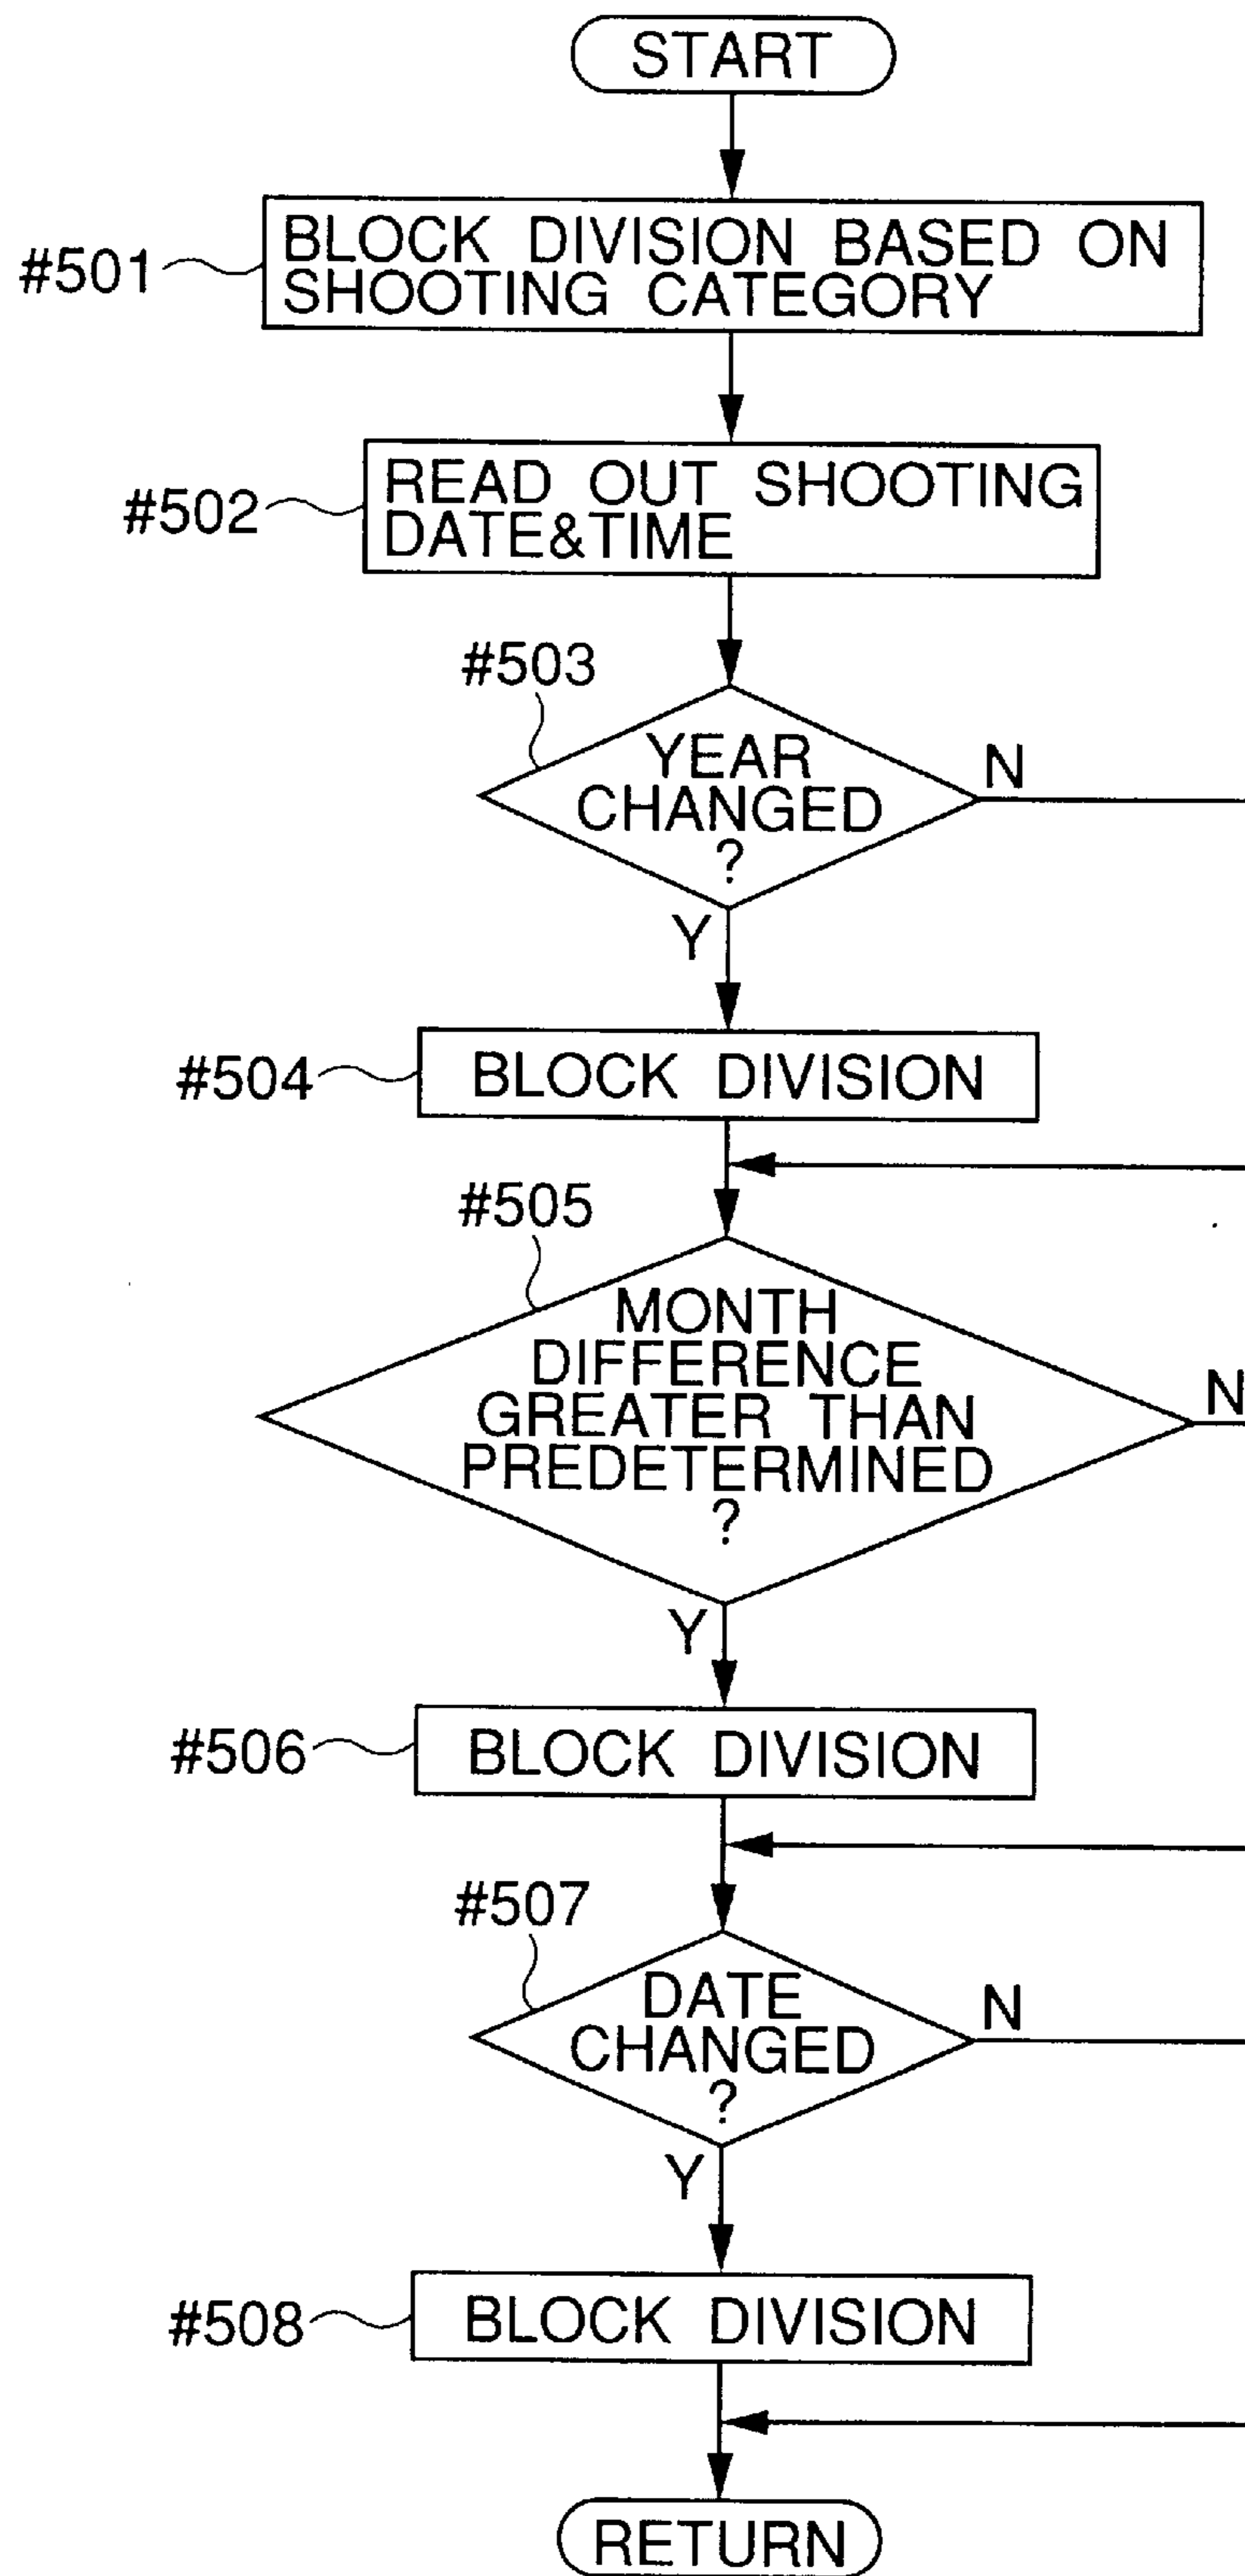 START
#501
BLOCK DIVISION BASED ON
SHOOTING CATEGORY
#502
READ OUT SHOOTING
DATE&TIME
#503
YEAR
CHANGED
?
N
Y
#504
BLOCK DIVISION
#505
MONTH
DIFFERENCE
GREATER THAN
PREDETERMINED
?
N
Y
#506
BLOCK DIVISION
#507
DATE
CHANGED
?
N
Y
#508
BLOCK DIVISION
RETURN